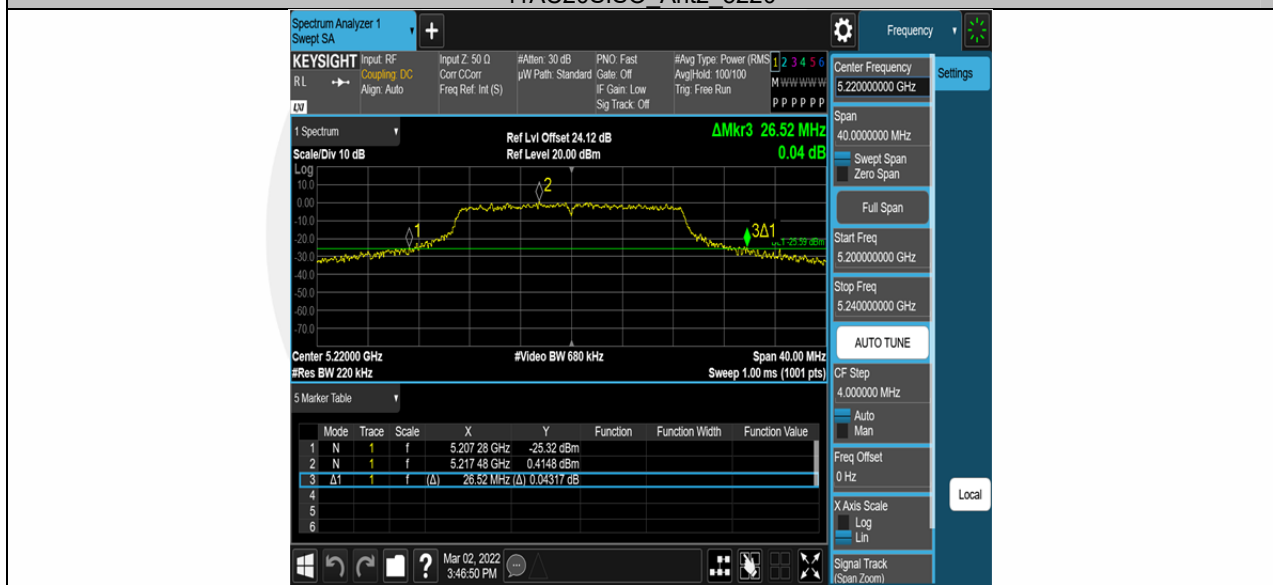 11AC20SISO_Ant2_5220
Spectrum Analyzer 1
Swept SA
+
Frequency
KEYSIGHT
RL
LXI
Input: RF
Coupling: DC
Align: Auto
Input Z: 50 Ω
Corr CCorr
Freq Ref: Int (S)
#Atten: 30 dB
µW Path: Standard
PNO: Fast
Gate: Off
IF Gain: Low
Sig Track: Off
#Avg Type: Power (RMS
Avg|Hold: 100/100
Trig: Free Run
1 2 3 4 5 6
M W W W W W
P P P P P P
Center Frequency
5.220000000 GHz
Settings
1 Spectrum
Scale/Div 10 dB
Ref Lvl Offset 24.12 dB
Ref Level 20.00 dBm
ΔMkr3 26.52 MHz
0.04 dB
Span
40.0000000 MHz
Swept Span
Zero Span
Full Span
Start Freq
5.200000000 GHz
Stop Freq
5.240000000 GHz
AUTO TUNE
CF Step
4.000000 MHz
Auto
Man
Freq Offset
0 Hz
X Axis Scale
Log
Lin
Signal Track
(Span Zoom)
Local
Log
10.0
0.00
-10.0
-20.0
-30.0
-40.0
-50.0
-60.0
-70.0
1
2
3Δ1
-25.59 dBm
Center 5.22000 GHz
#Video BW 680 kHz
Span 40.00 MHz
#Res BW 220 kHz
Sweep 1.00 ms (1001 pts)
5 Marker Table
Mode Trace Scale X Y Function Function Width Function Value
1 N 1 f 5.207 28 GHz -25.32 dBm
2 N 1 f 5.217 48 GHz 0.4148 dBm
3 Δ1 1 f (Δ) 26.52 MHz (Δ) 0.04317 dB
4
5
6
?
Mar 02, 2022
3:46:50 PM